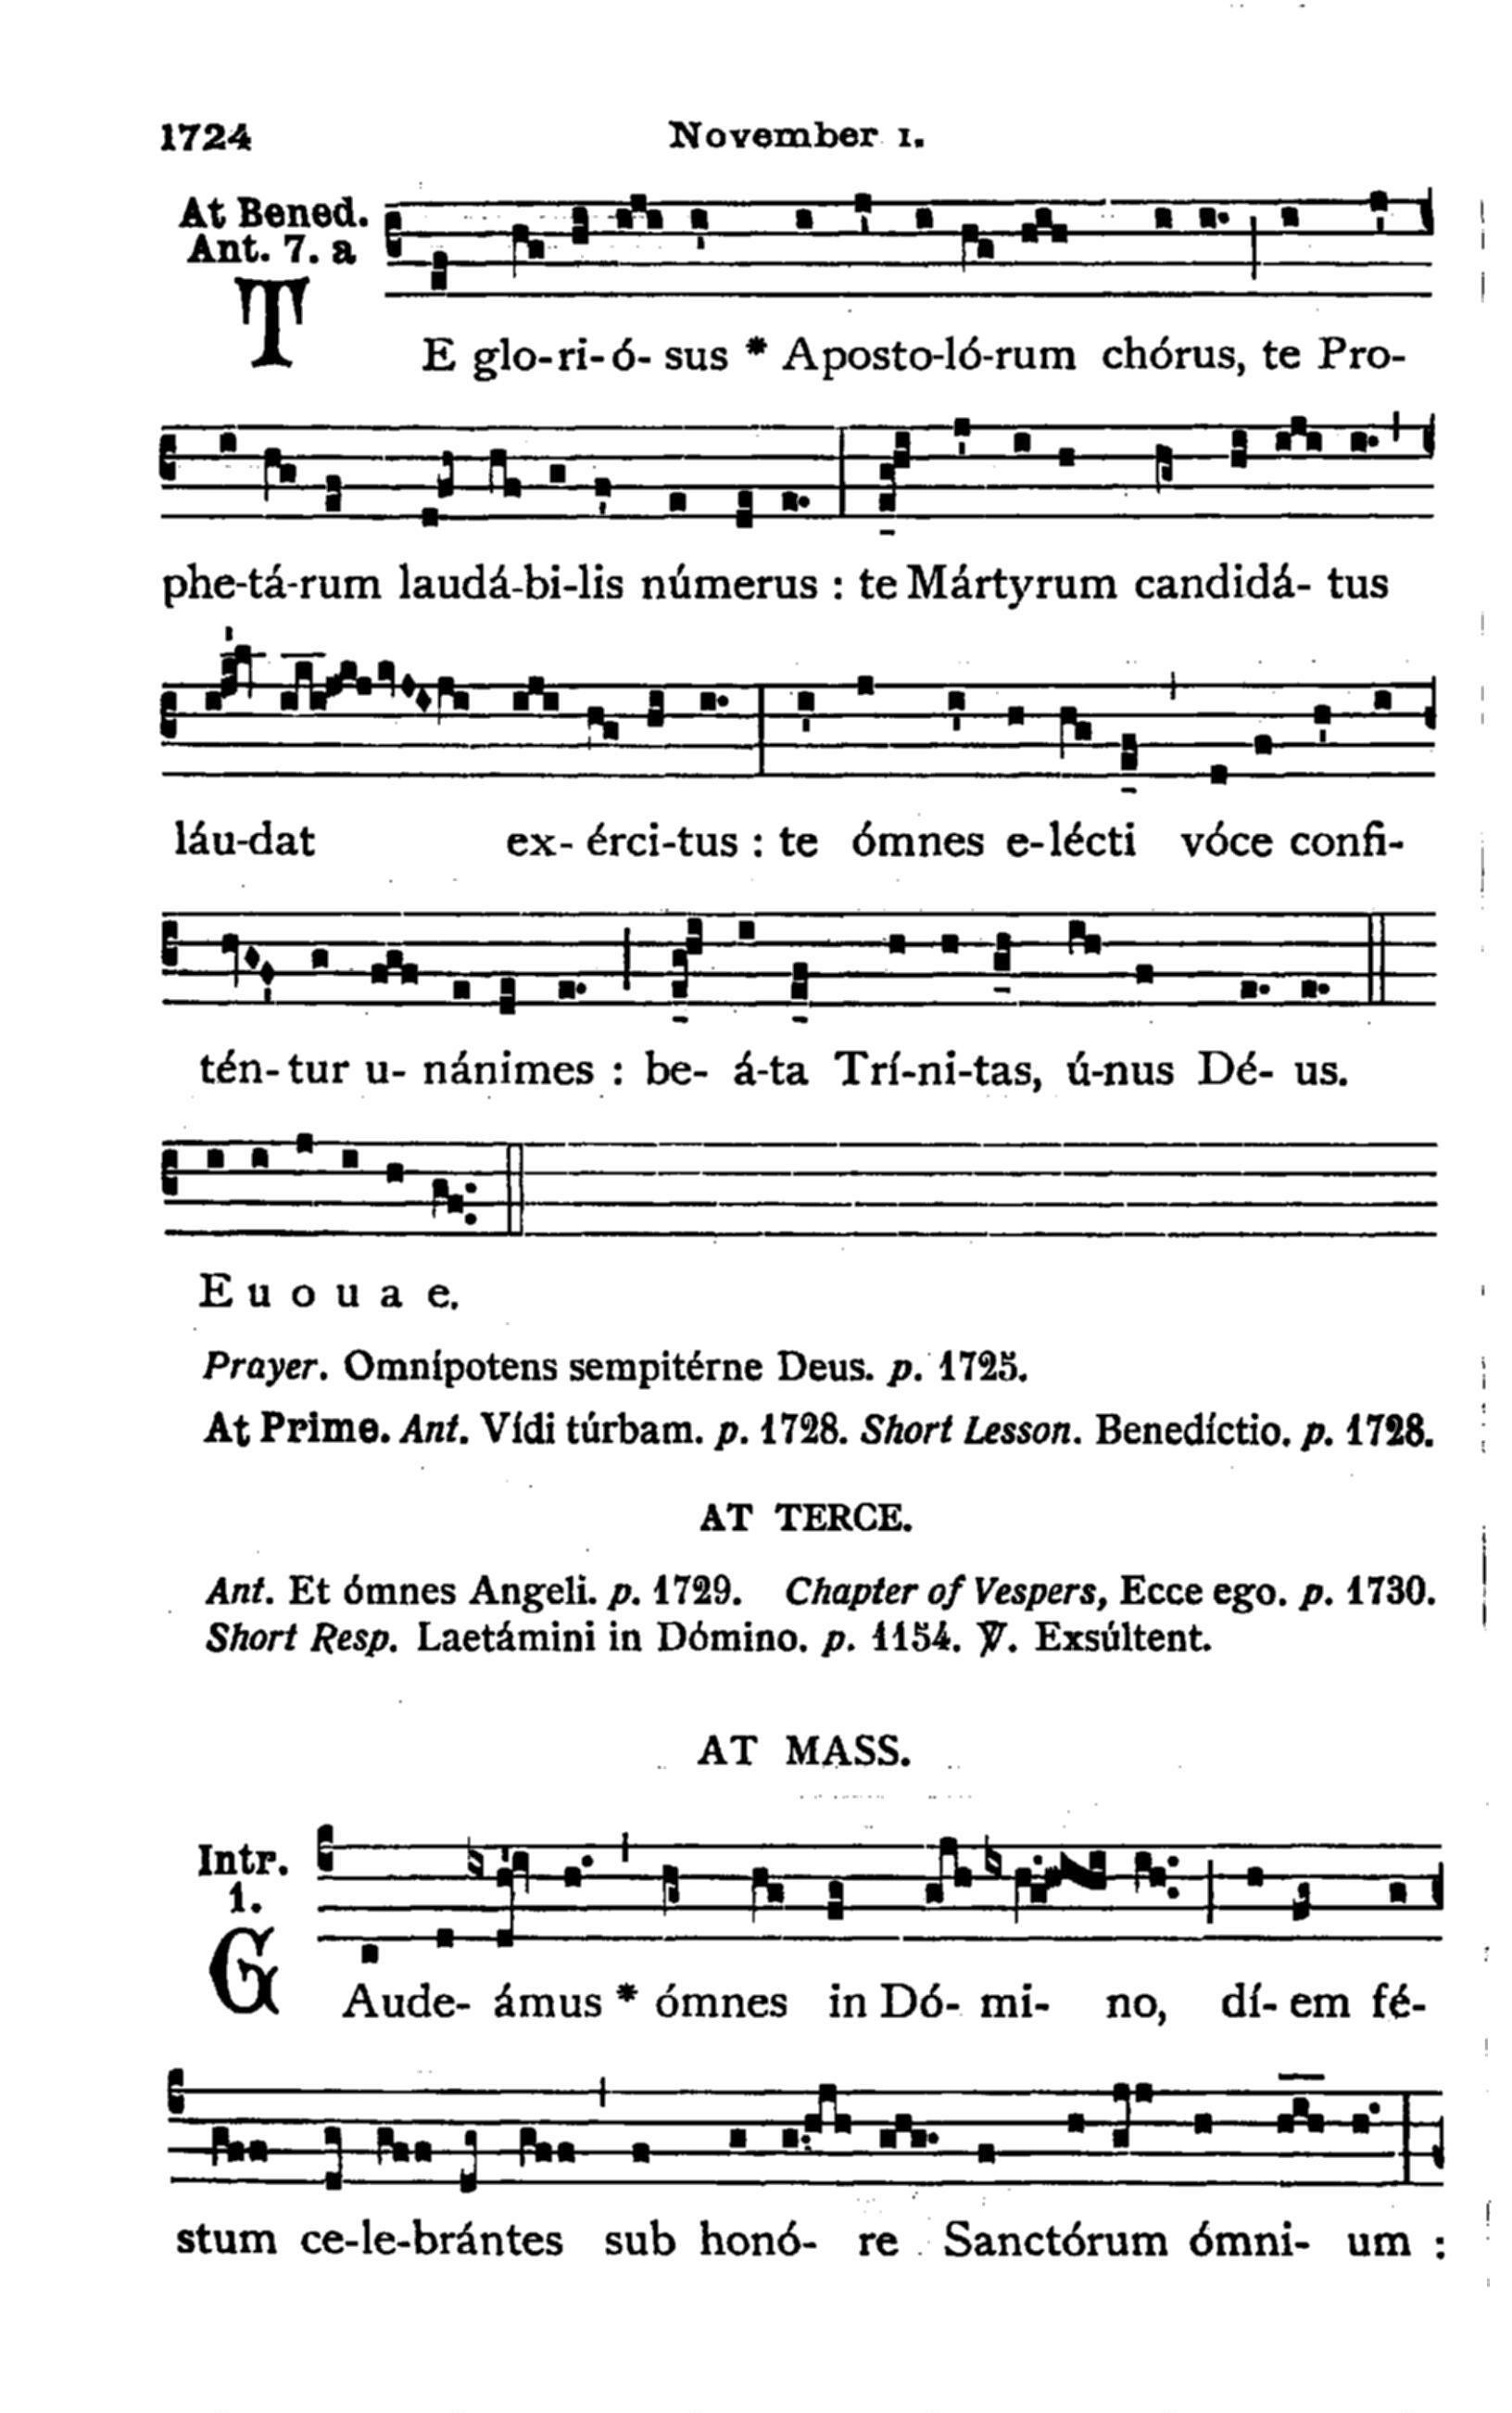 1724 November 1.
At Bened.
Ant. 7. a
TE glo-ri-ó- sus * Aposto-ló-rum chórus, te Pro-
phe-tá-rum laudá-bi-lis númerus : te Mártyrum candidá- tus
láu-dat ex- érci-tus : te ómnes e-lécti vóce confi-
tén-tur u- nánimes : be- á-ta Trí-ni-tas, ú-nus Dé- us.
E u o u a e.
Prayer. Omnípotens sempitérne Deus. p. 1725.
At Prime. Ant. Vídi túrbam. p. 1728. Short Lesson. Benedíctio. p. 1728.
AT TERCE.
Ant. Et ómnes Angeli. p. 1729. Chapter of Vespers, Ecce ego. p. 1730.
Short Resp. Laetámini in Dómino. p. 1154. ℣. Exsúltent.
AT MASS.
Intr.
1.
GAude- ámus * ómnes in Dó- mi- no, dí- em fé-
stum ce-le-brántes sub honó- re Sanctórum ómni- um :